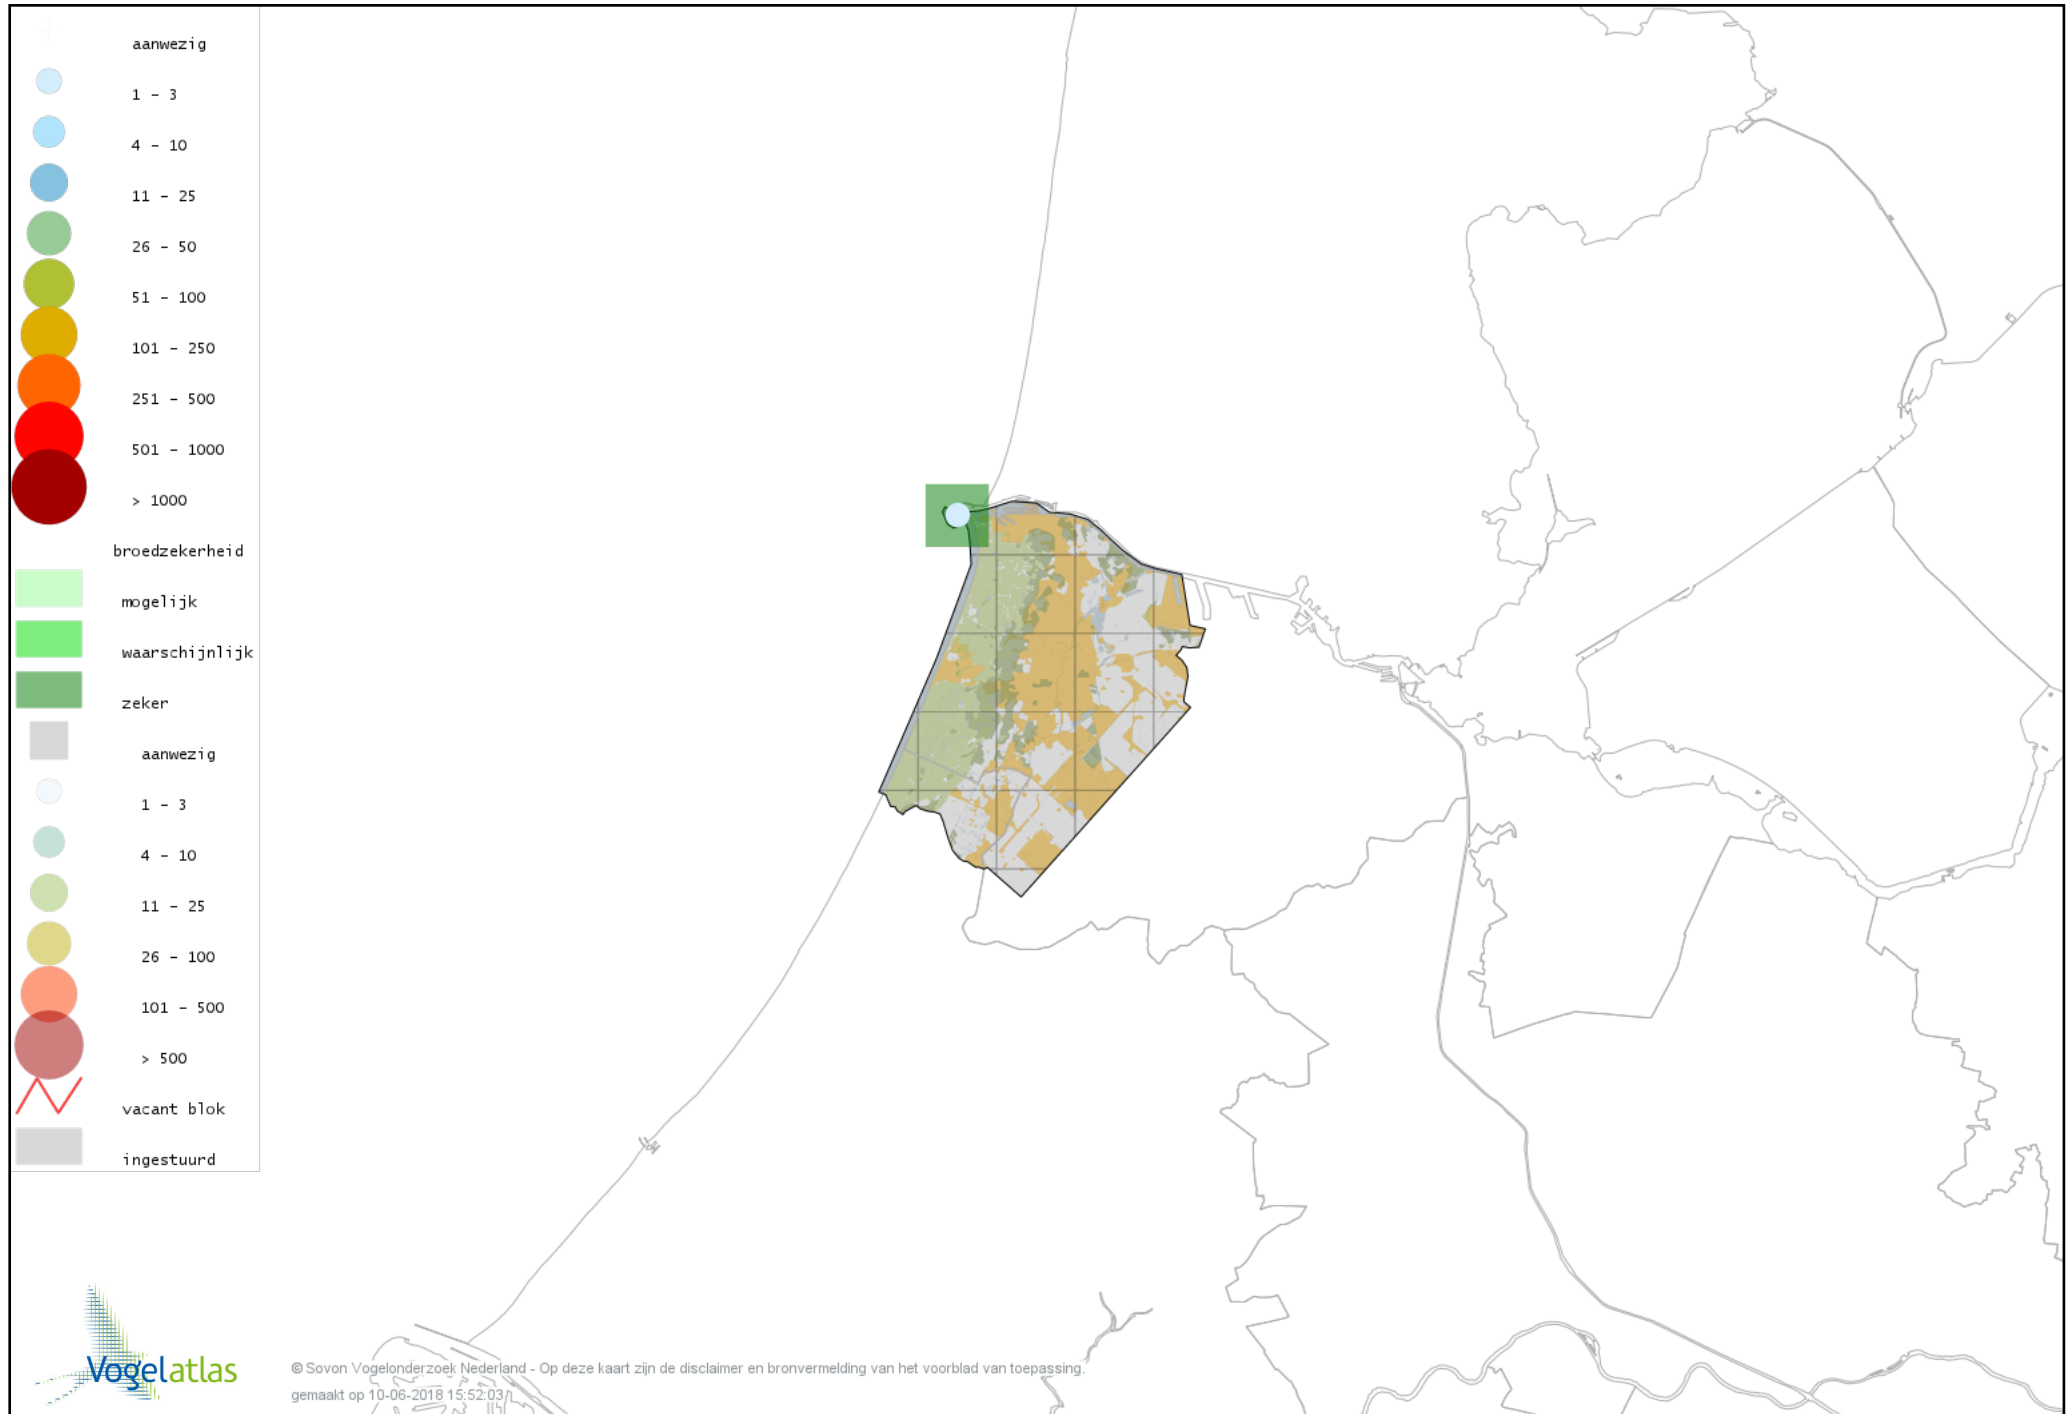 aanwezig
1 - 3
4 - 10
11 - 25
26 - 50
51 - 100
101 - 250
251 - 500
501 - 1000
> 1000
broedzekerheid
mogelijk
waarschijnlijk
zeker
aanwezig
1 - 3
4 - 10
11 - 25
26 - 100
101 - 500
> 500
vacant blok
ingestuurd
Vogelatlas
© Sovon Vogelonderzoek Nederland - Op deze kaart zijn de disclaimer en bronvermelding van het voorblad van toepassing.
gemaakt op 10-06-2018 15:52:03